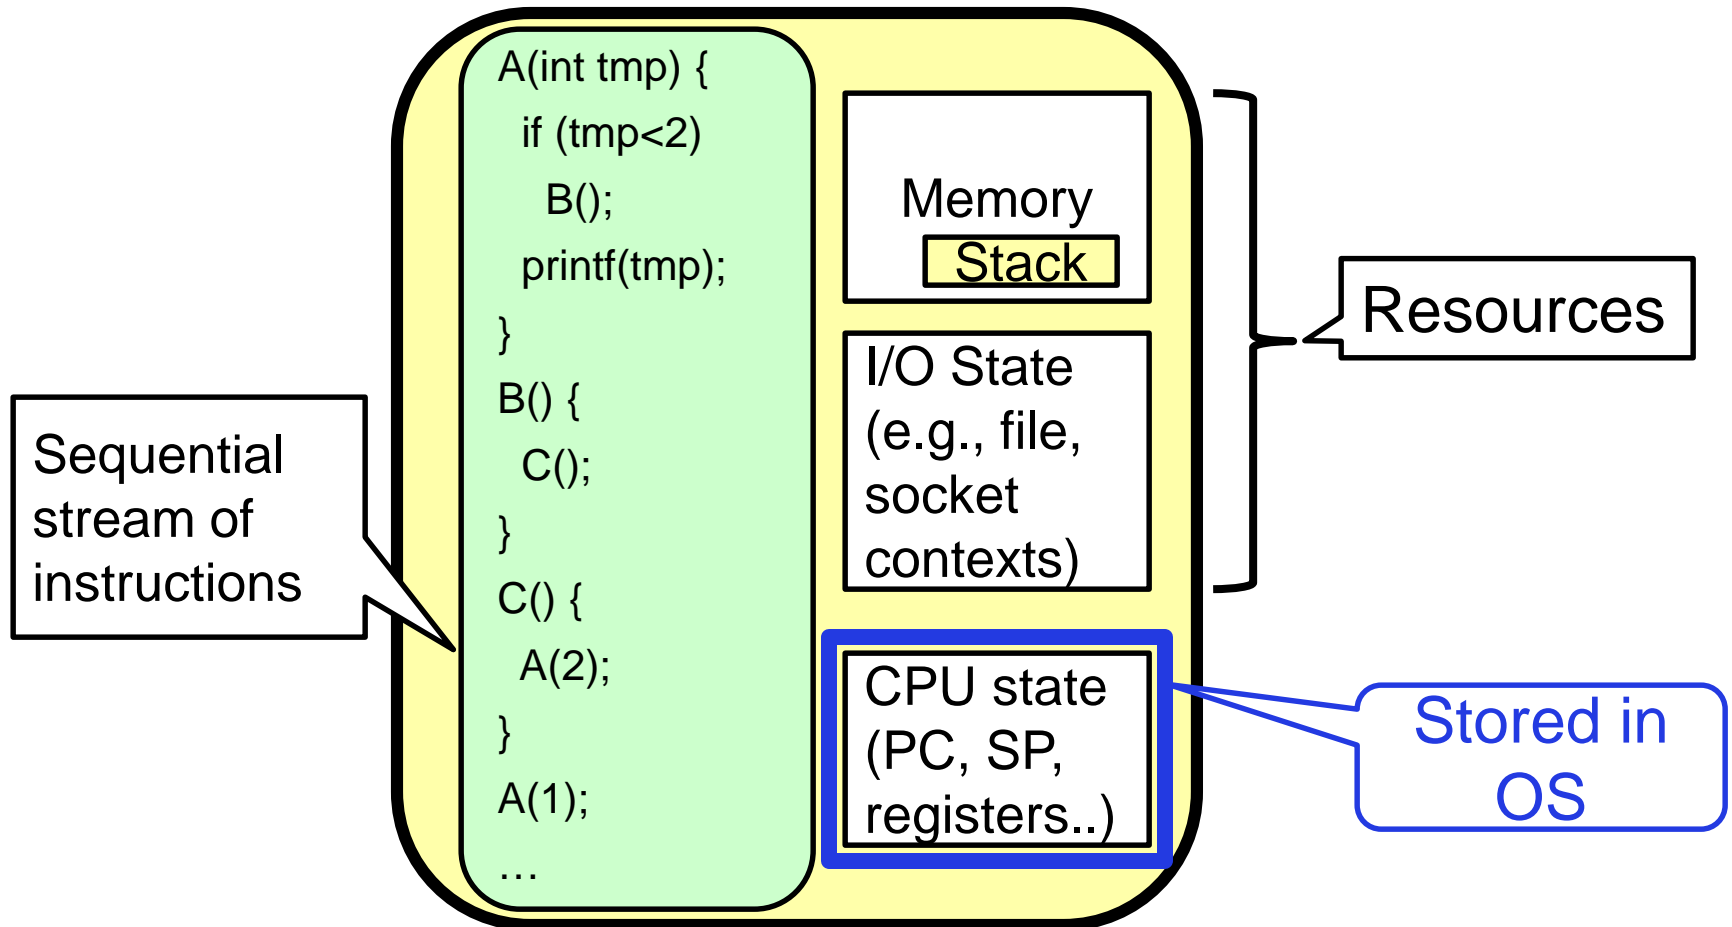 A(int tmp) {
if (tmp<2)
B();
printf(tmp);
}
B() {
C();
}
C() {
A(2);
}
A(1);
…
Memory
Stack
I/O State
(e.g., file,
socket
contexts)
CPU state
(PC, SP,
registers..)
Sequential
stream of
instructions
Resources
Stored in
OS